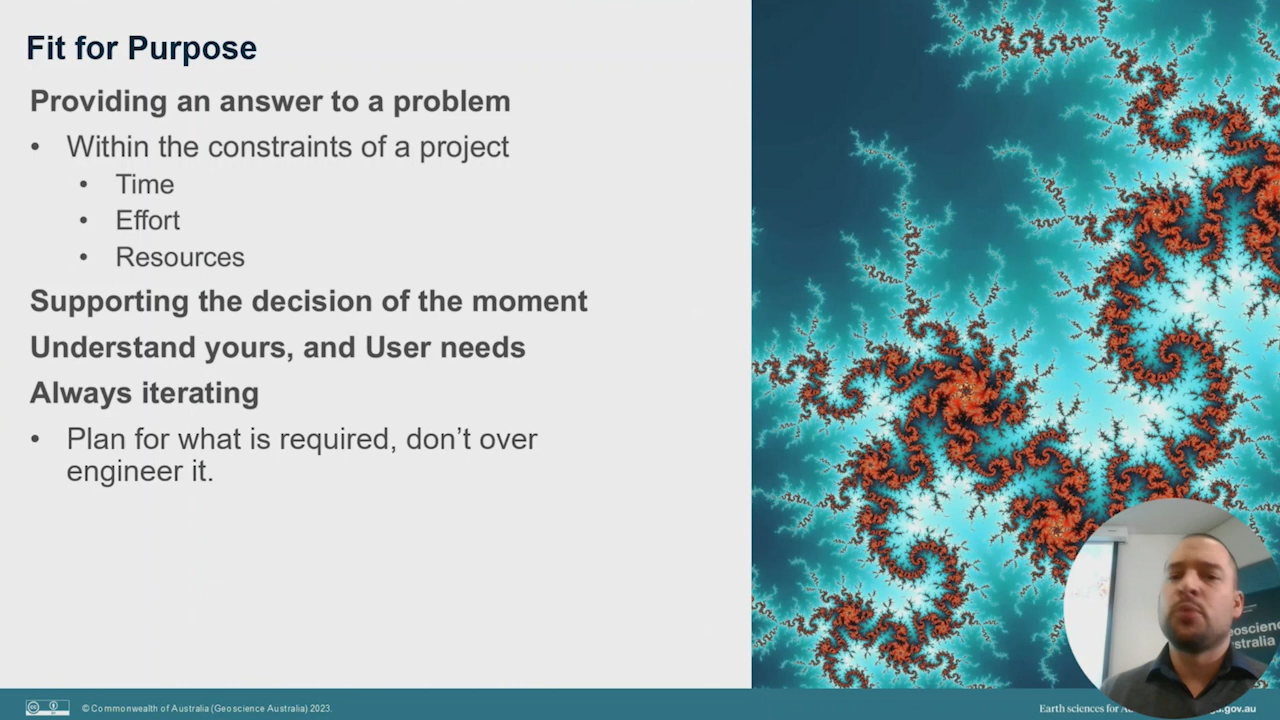 Fit for Purpose
Providing an answer to a problem
• Within the constraints of a project
• Time
• Effort
• Resources
Supporting the decision of the moment
Understand yours, and User needs
Always iterating
• Plan for what is required, don’t over
engineer it.
© Commonwealth of Australia (Geoscience Australia) 2023.
Earth sciences for
.gov.au